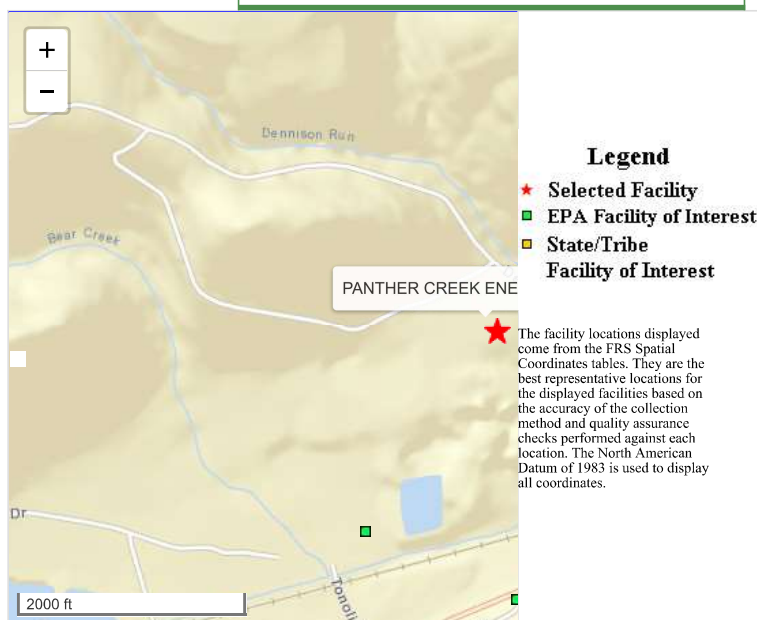 +
−
Dennison Run
Bear Creek
PANTHER CREEK ENE
Dr
Tonoli
2000 ft
Legend
Selected Facility
EPA Facility of Interest
State/Tribe
Facility of Interest
The facility locations displayed
come from the FRS Spatial
Coordinates tables. They are the
best representative locations for
the displayed facilities based on
the accuracy of the collection
method and quality assurance
checks performed against each
location. The North American
Datum of 1983 is used to display
all coordinates.